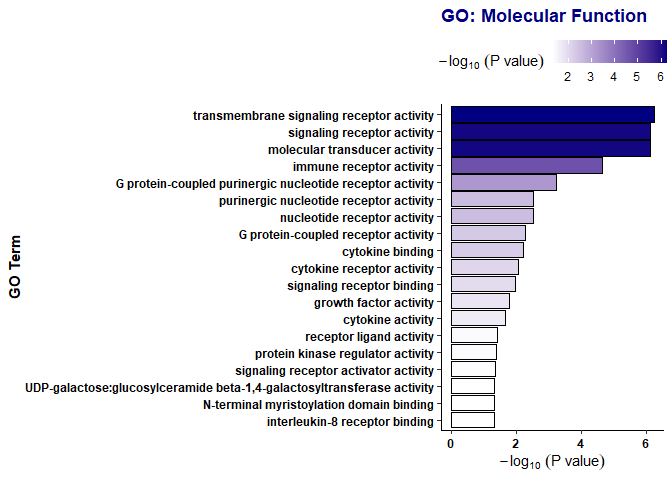 GO: Molecular Function
−log10 (P value)
2 3 4 5 6
transmembrane signaling receptor activity
signaling receptor activity
molecular transducer activity
immune receptor activity
G protein-coupled purinergic nucleotide receptor activity
purinergic nucleotide receptor activity
nucleotide receptor activity
G protein-coupled receptor activity
cytokine binding
cytokine receptor activity
signaling receptor binding
growth factor activity
cytokine activity
receptor ligand activity
protein kinase regulator activity
signaling receptor activator activity
UDP-galactose:glucosylceramide beta-1,4-galactosyltransferase activity
N-terminal myristoylation domain binding
interleukin-8 receptor binding
GO Term
0 2 4 6
−log10 (P value)